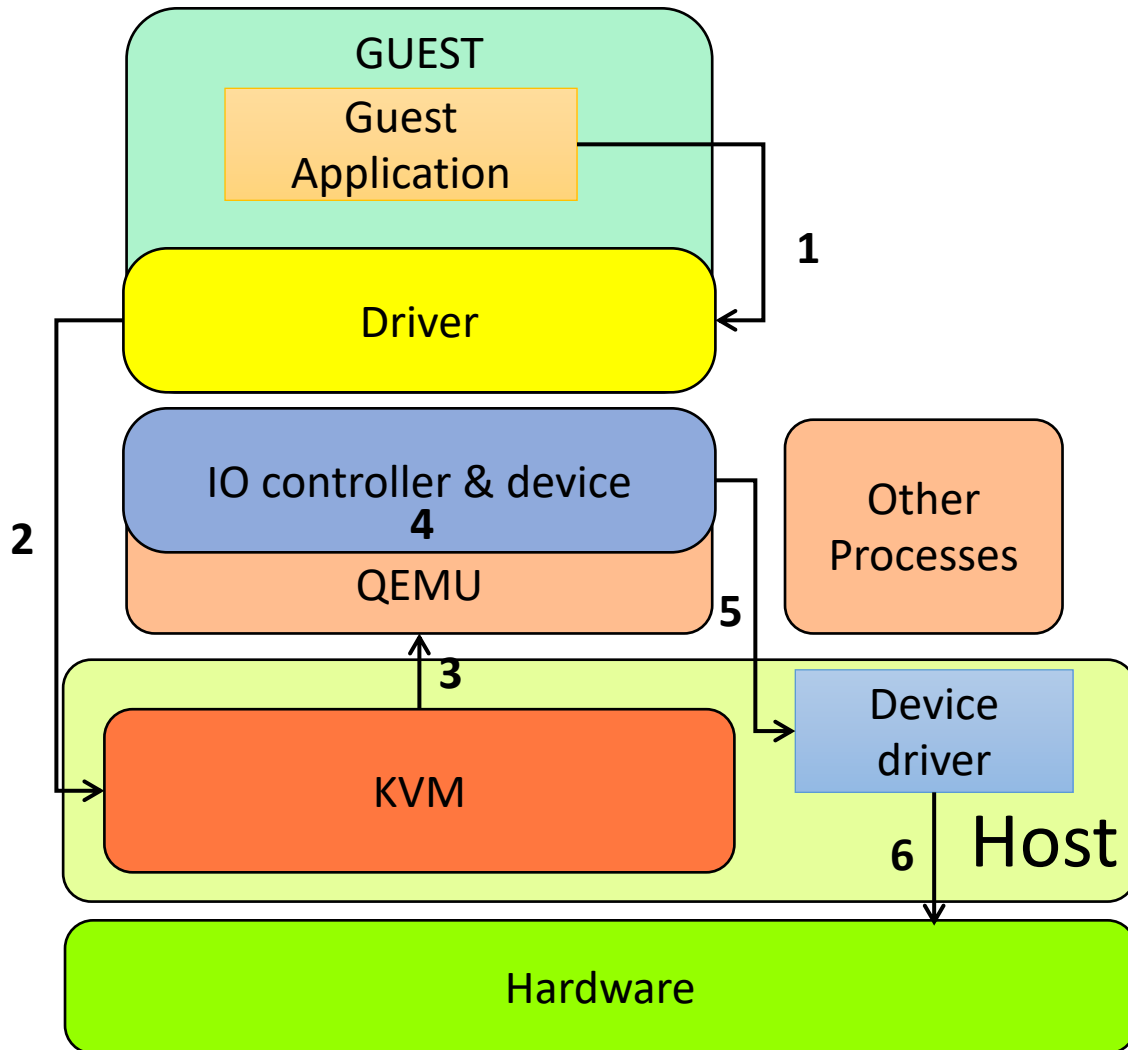 GUEST
Guest
Application
1
Driver
IO controller & device
4
2
QEMU
Other
Processes
5
3
Device
driver
KVM
6
Host
Hardware